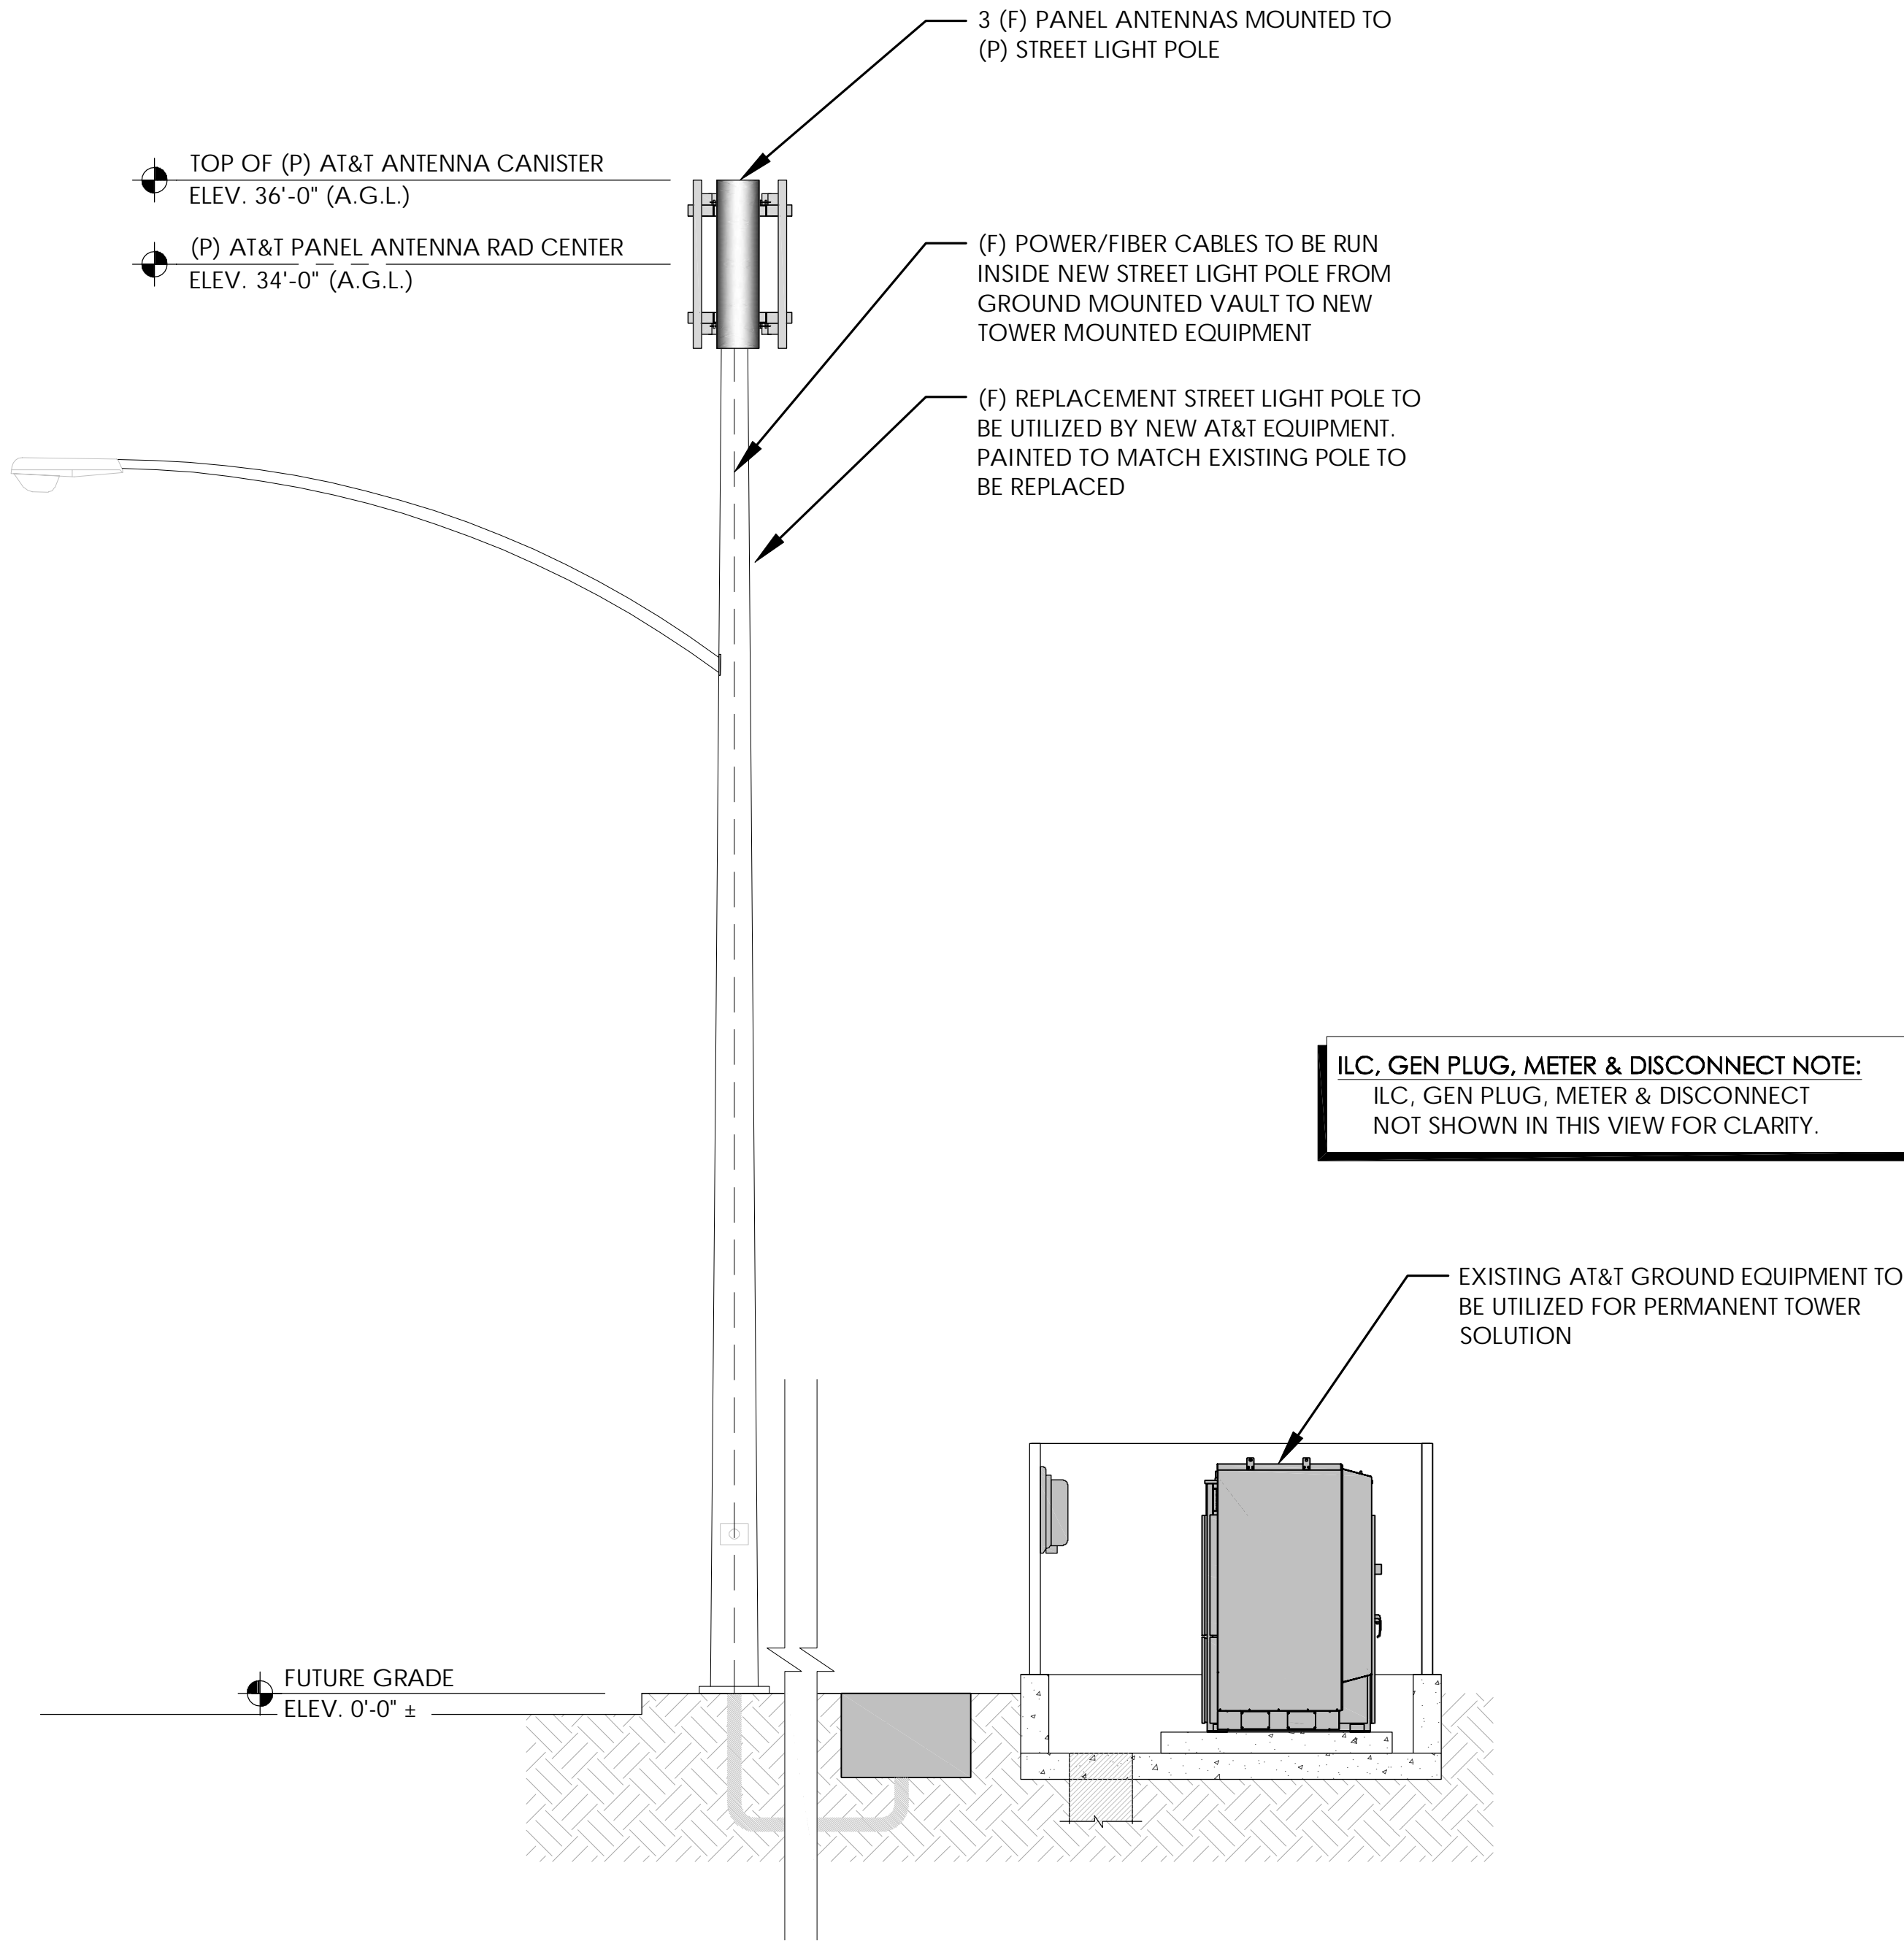 3 (F) PANEL ANTENNAS MOUNTED TO
(P) STREET LIGHT POLE
TOP OF (P) AT&T ANTENNA CANISTER
ELEV. 36'-0" (A.G.L.)
(P) AT&T PANEL ANTENNA RAD CENTER
ELEV. 34'-0" (A.G.L.)
(F) POWER/FIBER CABLES TO BE RUN
INSIDE NEW STREET LIGHT POLE FROM
GROUND MOUNTED VAULT TO NEW
TOWER MOUNTED EQUIPMENT
(F) REPLACEMENT STREET LIGHT POLE TO
BE UTILIZED BY NEW AT&T EQUIPMENT.
PAINTED TO MATCH EXISTING POLE TO
BE REPLACED
ILC, GEN PLUG, METER & DISCONNECT NOTE:
ILC, GEN PLUG, METER & DISCONNECT
NOT SHOWN IN THIS VIEW FOR CLARITY.
EXISTING AT&T GROUND EQUIPMENT TO
BE UTILIZED FOR PERMANENT TOWER
SOLUTION
FUTURE GRADE
ELEV. 0'-0" ±